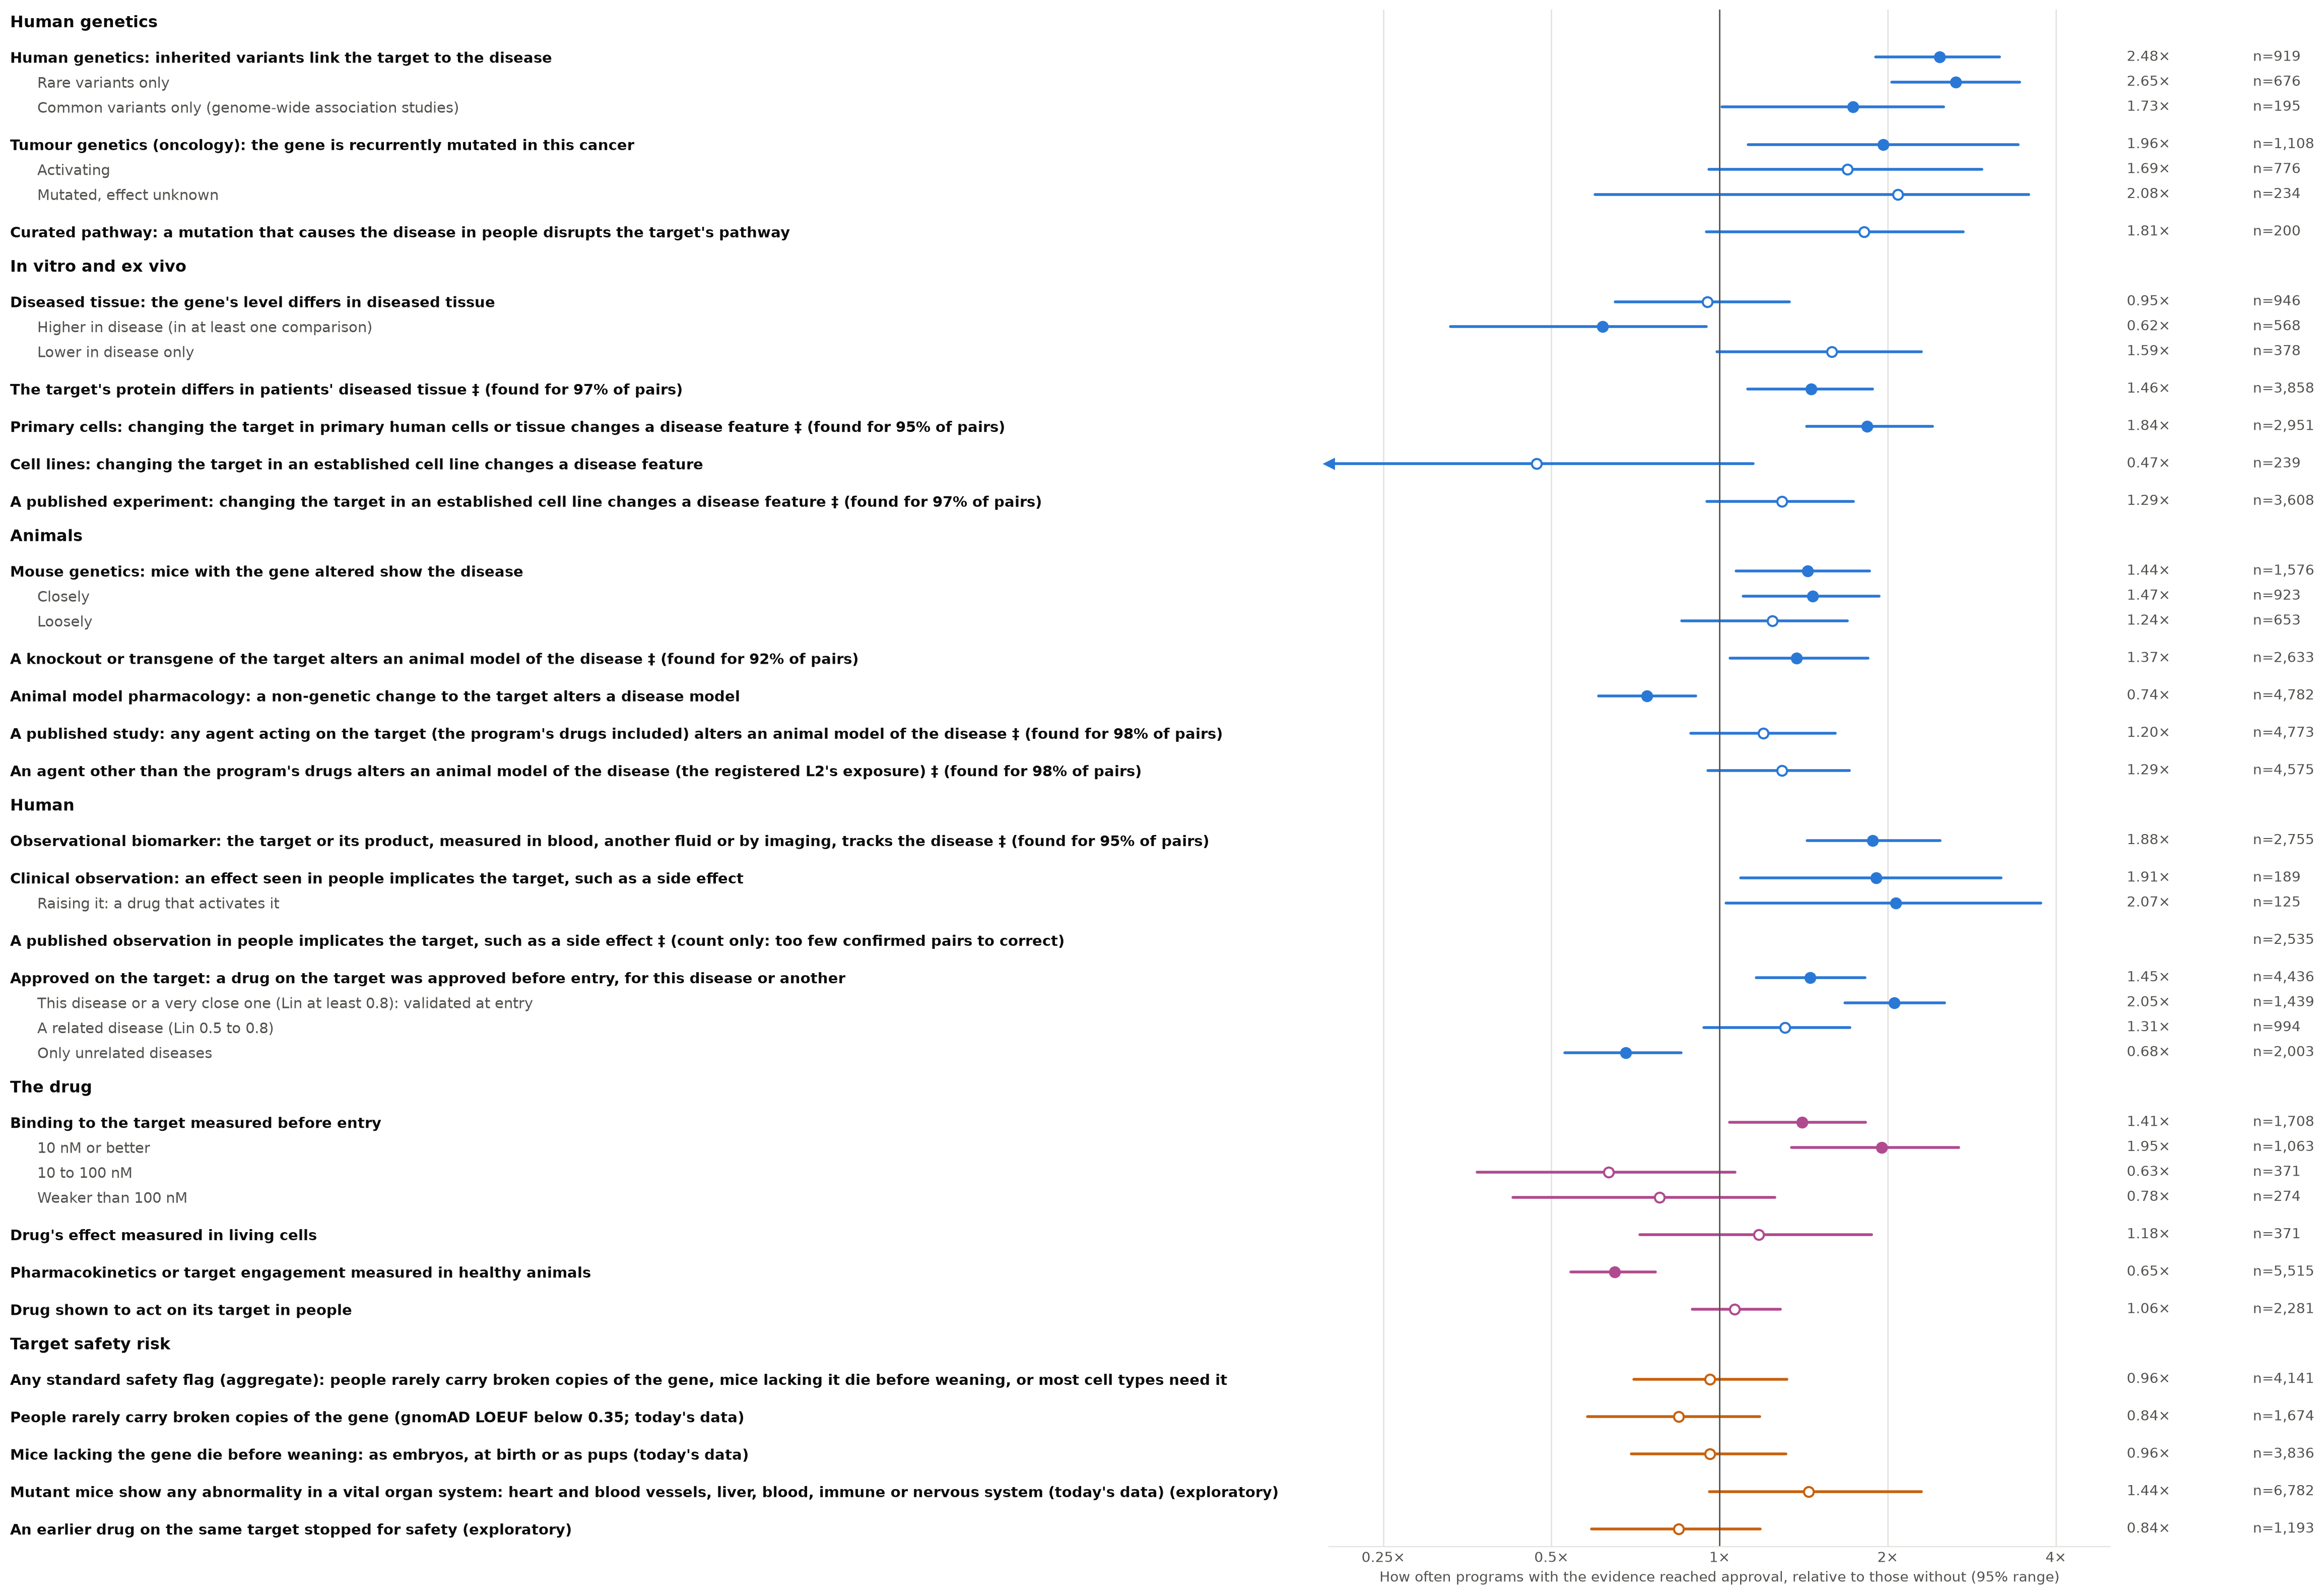 Human genetics
Human genetics: inherited variants link the target to the disease 2.48× n=919
Rare variants only 2.65× n=676
Common variants only (genome-wide association studies) 1.73× n=195
Tumour genetics (oncology): the gene is recurrently mutated in this cancer 1.96× n=1,108
Activating 1.69× n=776
Mutated, effect unknown 2.08× n=234
Curated pathway: a mutation that causes the disease in people disrupts the target's pathway 1.81× n=200
In vitro and ex vivo
Diseased tissue: the gene's level differs in diseased tissue 0.95× n=946
Higher in disease (in at least one comparison) 0.62× n=568
Lower in disease only 1.59× n=378
The target's protein differs in patients' diseased tissue ‡ (found for 97% of pairs) 1.46× n=3,858
Primary cells: changing the target in primary human cells or tissue changes a disease feature ‡ (found for 95% of pairs) 1.84× n=2,951
Cell lines: changing the target in an established cell line changes a disease feature 0.47× n=239
A published experiment: changing the target in an established cell line changes a disease feature ‡ (found for 97% of pairs) 1.29× n=3,608
Animals
Mouse genetics: mice with the gene altered show the disease 1.44× n=1,576
Closely 1.47× n=923
Loosely 1.24× n=653
A knockout or transgene of the target alters an animal model of the disease ‡ (found for 92% of pairs) 1.37× n=2,633
Animal model pharmacology: a non-genetic change to the target alters a disease model 0.74× n=4,782
A published study: any agent acting on the target (the program's drugs included) alters an animal model of the disease ‡ (found for 98% of pairs) 1.20× n=4,773
An agent other than the program's drugs alters an animal model of the disease (the registered L2's exposure) ‡ (found for 98% of pairs) 1.29× n=4,575
Human
Observational biomarker: the target or its product, measured in blood, another fluid or by imaging, tracks the disease ‡ (found for 95% of pairs) 1.88× n=2,755
Clinical observation: an effect seen in people implicates the target, such as a side effect 1.91× n=189
Raising it: a drug that activates it 2.07× n=125
A published observation in people implicates the target, such as a side effect ‡ (count only: too few confirmed pairs to correct) n=2,535
Approved on the target: a drug on the target was approved before entry, for this disease or another 1.45× n=4,436
This disease or a very close one (Lin at least 0.8): validated at entry 2.05× n=1,439
A related disease (Lin 0.5 to 0.8) 1.31× n=994
Only unrelated diseases 0.68× n=2,003
The drug
Binding to the target measured before entry 1.41× n=1,708
10 nM or better 1.95× n=1,063
10 to 100 nM 0.63× n=371
Weaker than 100 nM 0.78× n=274
Drug's effect measured in living cells 1.18× n=371
Pharmacokinetics or target engagement measured in healthy animals 0.65× n=5,515
Drug shown to act on its target in people 1.06× n=2,281
Target safety risk
Any standard safety flag (aggregate): people rarely carry broken copies of the gene, mice lacking it die before weaning, or most cell types need it 0.96× n=4,141
People rarely carry broken copies of the gene (gnomAD LOEUF below 0.35; today's data) 0.84× n=1,674
Mice lacking the gene die before weaning: as embryos, at birth or as pups (today's data) 0.96× n=3,836
Mutant mice show any abnormality in a vital organ system: heart and blood vessels, liver, blood, immune or nervous system (today's data) (exploratory) 1.44× n=6,782
An earlier drug on the same target stopped for safety (exploratory) 0.84× n=1,193
0.25× 0.5× 1× 2× 4×
How often programs with the evidence reached approval, relative to those without (95% range)